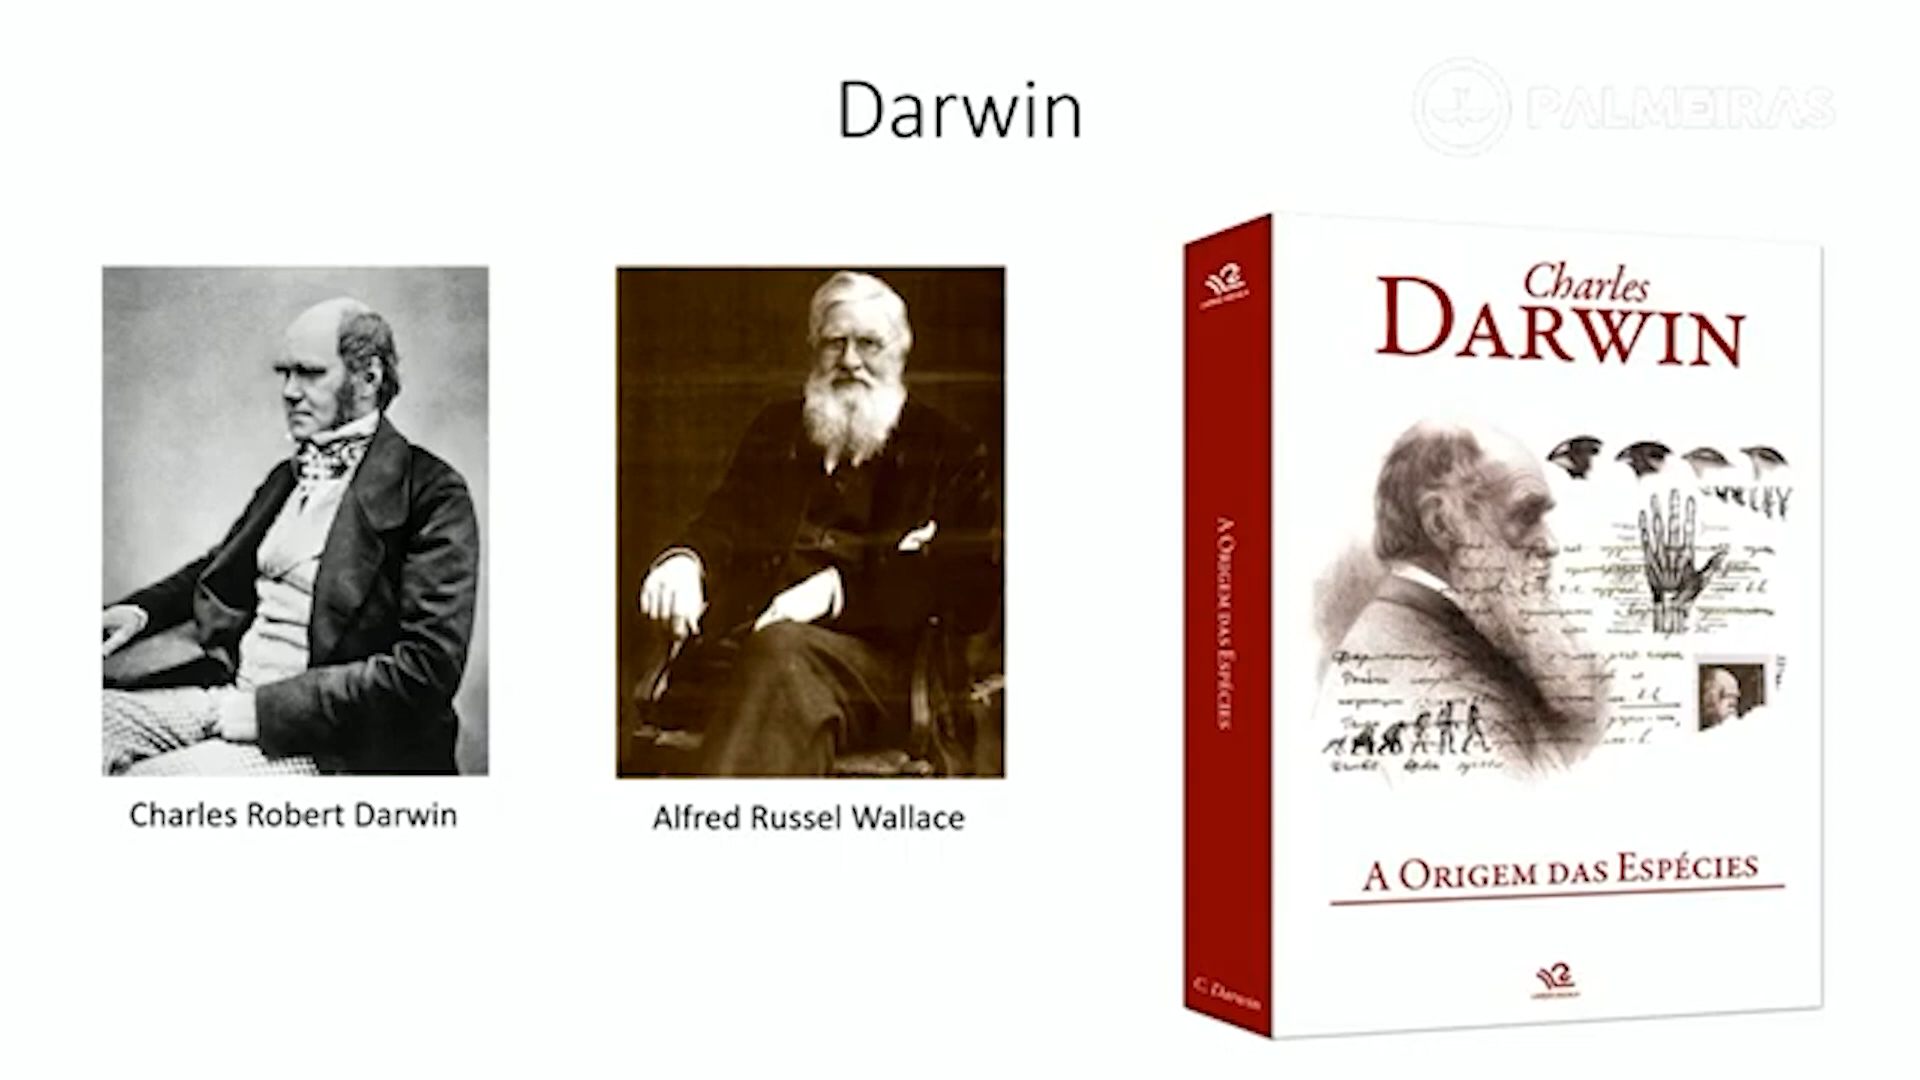 Darwin
PALMEIRAS
Charles Robert Darwin
Alfred Russel Wallace
A ORIGEM DAS ESPÉCIES
C. Darwin
Charles
DARWIN
A ORIGEM DAS ESPÉCIES